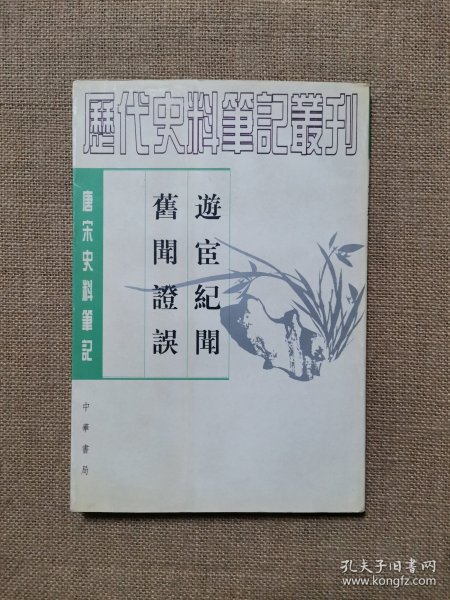 歷代史料筆記叢刊
唐宋史料筆記
遊宦紀聞
舊聞證誤
中華書局
孔夫子旧书网
www.kongfz.com